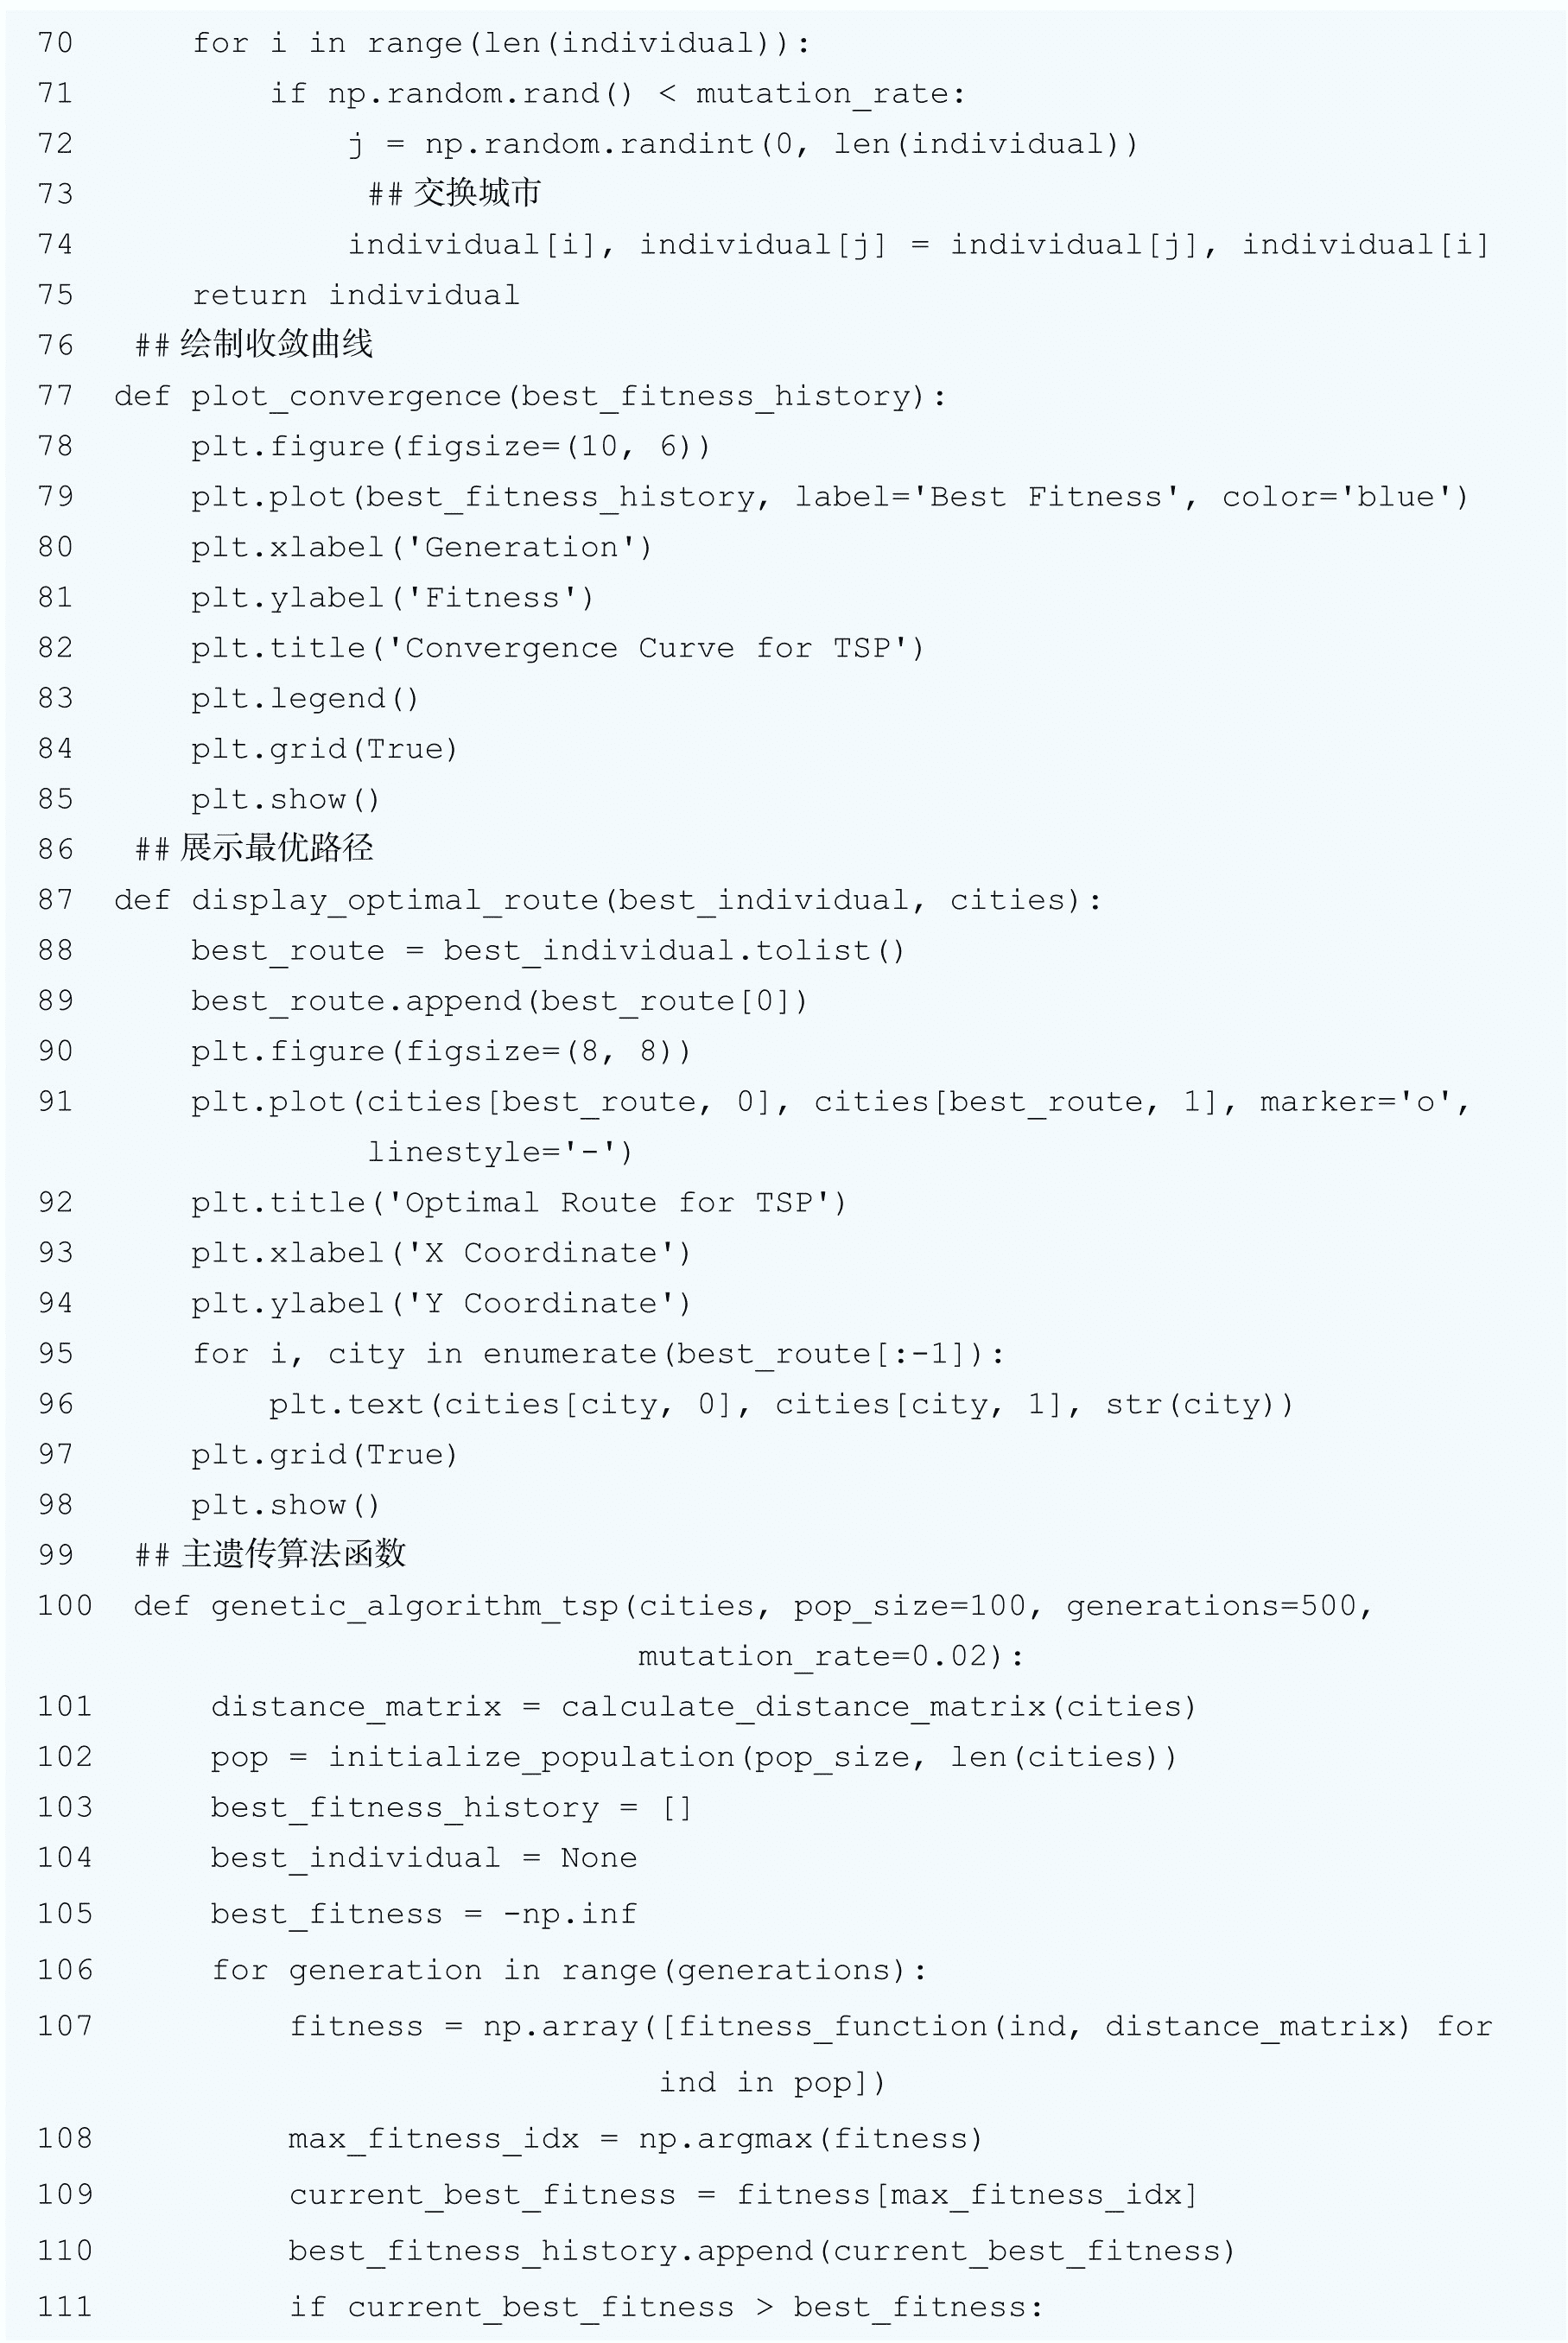 70      for i in range(len(individual)):
71          if np.random.rand() < mutation_rate:
72              j = np.random.randint(0, len(individual))
73               ##交换城市
74              individual[i], individual[j] = individual[j], individual[i]
75      return individual
76   ##绘制收敛曲线
77  def plot_convergence(best_fitness_history):
78      plt.figure(figsize=(10, 6))
79      plt.plot(best_fitness_history, label='Best Fitness', color='blue')
80      plt.xlabel('Generation')
81      plt.ylabel('Fitness')
82      plt.title('Convergence Curve for TSP')
83      plt.legend()
84      plt.grid(True)
85      plt.show()
86   ##展示最优路径
87  def display_optimal_route(best_individual, cities):
88      best_route = best_individual.tolist()
89      best_route.append(best_route[0])
90      plt.figure(figsize=(8, 8))
91      plt.plot(cities[best_route, 0], cities[best_route, 1], marker='o',
                 linestyle='-')
92      plt.title('Optimal Route for TSP')
93      plt.xlabel('X Coordinate')
94      plt.ylabel('Y Coordinate')
95      for i, city in enumerate(best_route[:-1]):
96          plt.text(cities[city, 0], cities[city, 1], str(city))
97      plt.grid(True)
98      plt.show()
99   ##主遗传算法函数
100  def genetic_algorithm_tsp(cities, pop_size=100, generations=500,
                               mutation_rate=0.02):
101      distance_matrix = calculate_distance_matrix(cities)
102      pop = initialize_population(pop_size, len(cities))
103      best_fitness_history = []
104      best_individual = None
105      best_fitness = -np.inf
106      for generation in range(generations):
107          fitness = np.array([fitness_function(ind, distance_matrix) for
                                ind in pop])
108          max_fitness_idx = np.argmax(fitness)
109          current_best_fitness = fitness[max_fitness_idx]
110          best_fitness_history.append(current_best_fitness)
111          if current_best_fitness > best_fitness: